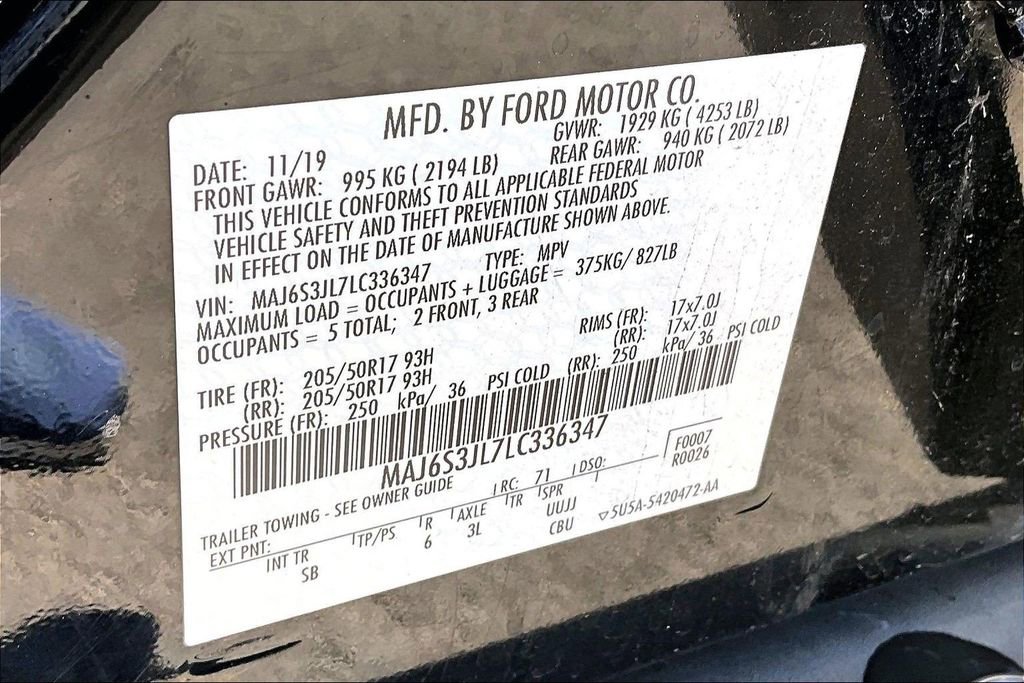 MFD. BY FORD MOTOR CO.
DATE: 11/19 GVWR: 1929 KG ( 4253 LB)
FRONT GAWR: 995 KG ( 2194 LB) REAR GAWR: 940 KG ( 2072 LB)
THIS VEHICLE CONFORMS TO ALL APPLICABLE FEDERAL MOTOR
VEHICLE SAFETY AND THEFT PREVENTION STANDARDS
IN EFFECT ON THE DATE OF MANUFACTURE SHOWN ABOVE.
VIN: MAJ6S3JL7LC336347 TYPE: MPV
MAXIMUM LOAD = OCCUPANTS + LUGGAGE = 375KG/ 827LB
OCCUPANTS = 5 TOTAL; 2 FRONT, 3 REAR
TIRE (FR): 205/50R17 93H RIMS (FR): 17x7.0J
(RR): 205/50R17 93H (RR): 17x7.0J
PRESSURE (FR): 250 kPa/ 36 PSI COLD (RR): 250 kPa/ 36 PSI COLD
MAJ6S3JL7LC336347
TRAILER TOWING - SEE OWNER GUIDE F0007
EXT PNT: RC: 71 DSO: R0026
INT TR TP/PS R AXLE TR SPR
SB 6 3L UUJJ
CBU
▽5U5A-5420472-AA